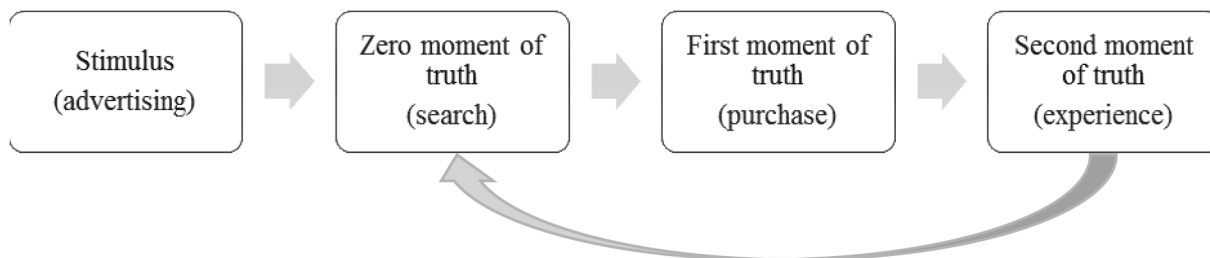 Stimulus
(advertising)
Zero moment of
truth
(search)
First moment of
truth
(purchase)
Second moment
of truth
(experience)